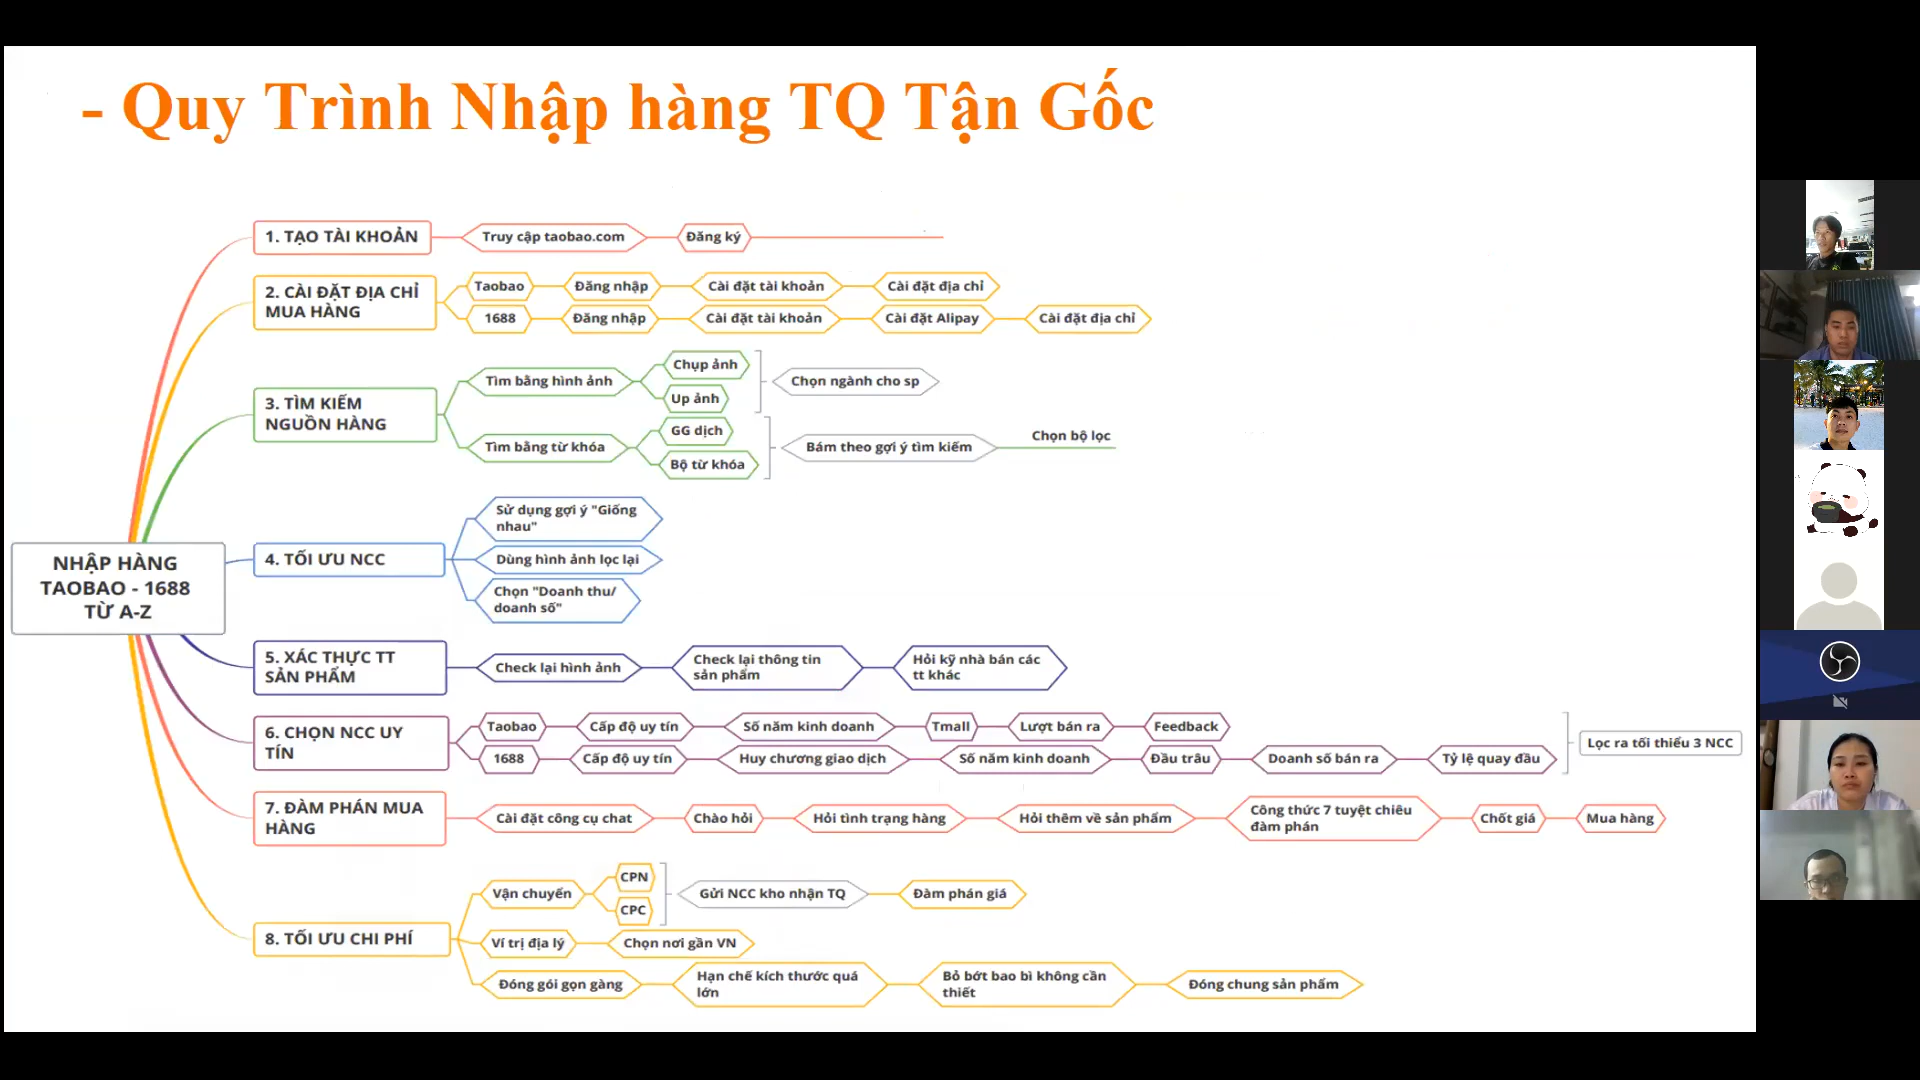 - Quy Trình Nhập hàng TQ Tận Gốc
NHẬP HÀNG
TAOBAO - 1688
TỪ A-Z
1. TẠO TÀI KHOẢN
Truy cập taobao.com
Đăng ký
2. CÀI ĐẶT ĐỊA CHỈ
MUA HÀNG
Taobao
Đăng nhập
Cài đặt tài khoản
Cài đặt địa chỉ
1688
Đăng nhập
Cài đặt tài khoản
Cài đặt Alipay
Cài đặt địa chỉ
3. TÌM KIẾM
NGUỒN HÀNG
Tìm bằng hình ảnh
Chụp ảnh
Up ảnh
Chọn ngành cho sp
Tìm bằng từ khóa
GG dịch
Bộ từ khóa
Bám theo gợi ý tìm kiếm
Chọn bộ lọc
4. TỐI ƯU NCC
Sử dụng gợi ý "Giống
nhau"
Dùng hình ảnh lọc lại
Chọn "Doanh thu/
doanh số"
5. XÁC THỰC TT
SẢN PHẨM
Check lại hình ảnh
Check lại thông tin
sản phẩm
Hỏi kỹ nhà bán các
tt khác
6. CHỌN NCC UY
TÍN
Taobao
Cấp độ uy tín
Số năm kinh doanh
Tmall
Lượt bán ra
Feedback
1688
Cấp độ uy tín
Huy chương giao dịch
Số năm kinh doanh
Đầu trâu
Doanh số bán ra
Tỷ lệ quay đầu
Lọc ra tối thiểu 3 NCC
7. ĐÀM PHÁN MUA
HÀNG
Cài đặt công cụ chat
Chào hỏi
Hỏi tình trạng hàng
Hỏi thêm về sản phẩm
Công thức 7 tuyệt chiêu
đàm phán
Chốt giá
Mua hàng
8. TỐI ƯU CHI PHÍ
Vận chuyển
CPN
CPC
Gửi NCC kho nhận TQ
Đàm phán giá
Ví trị địa lý
Chọn nơi gần VN
Đóng gói gọn gàng
Hạn chế kích thước quá
lớn
Bỏ bớt bao bì không cần
thiết
Đóng chung sản phẩm